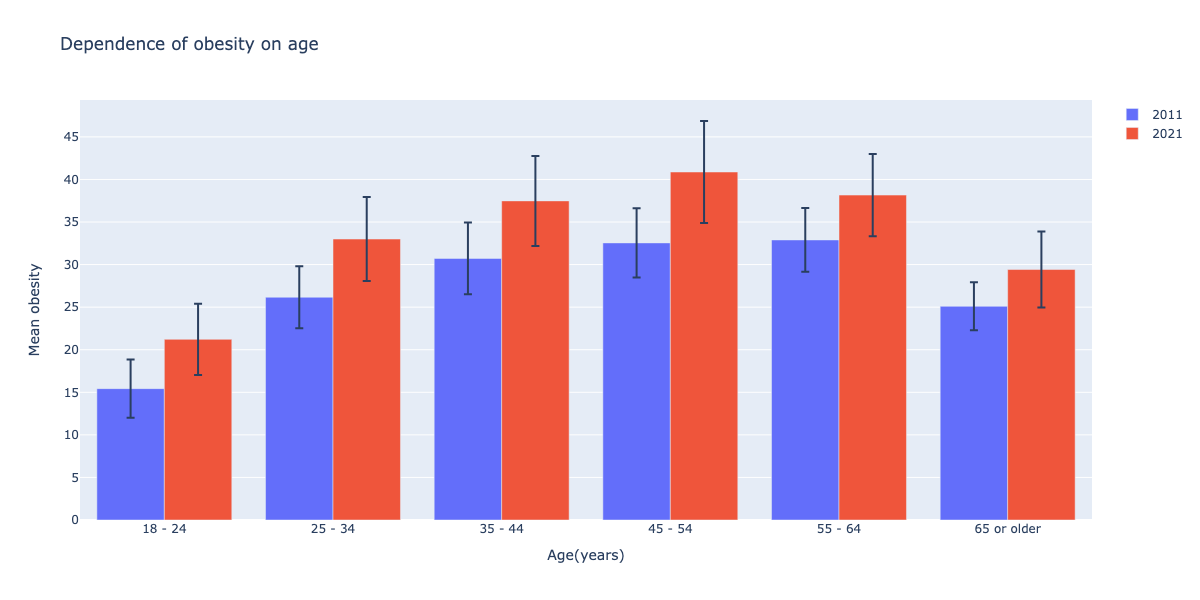 Dependence of obesity on age
2011
2021
45
40
35
30
25
20
15
10
5
0
Mean obesity
18 - 24
25 - 34
35 - 44
45 - 54
55 - 64
65 or older
Age(years)